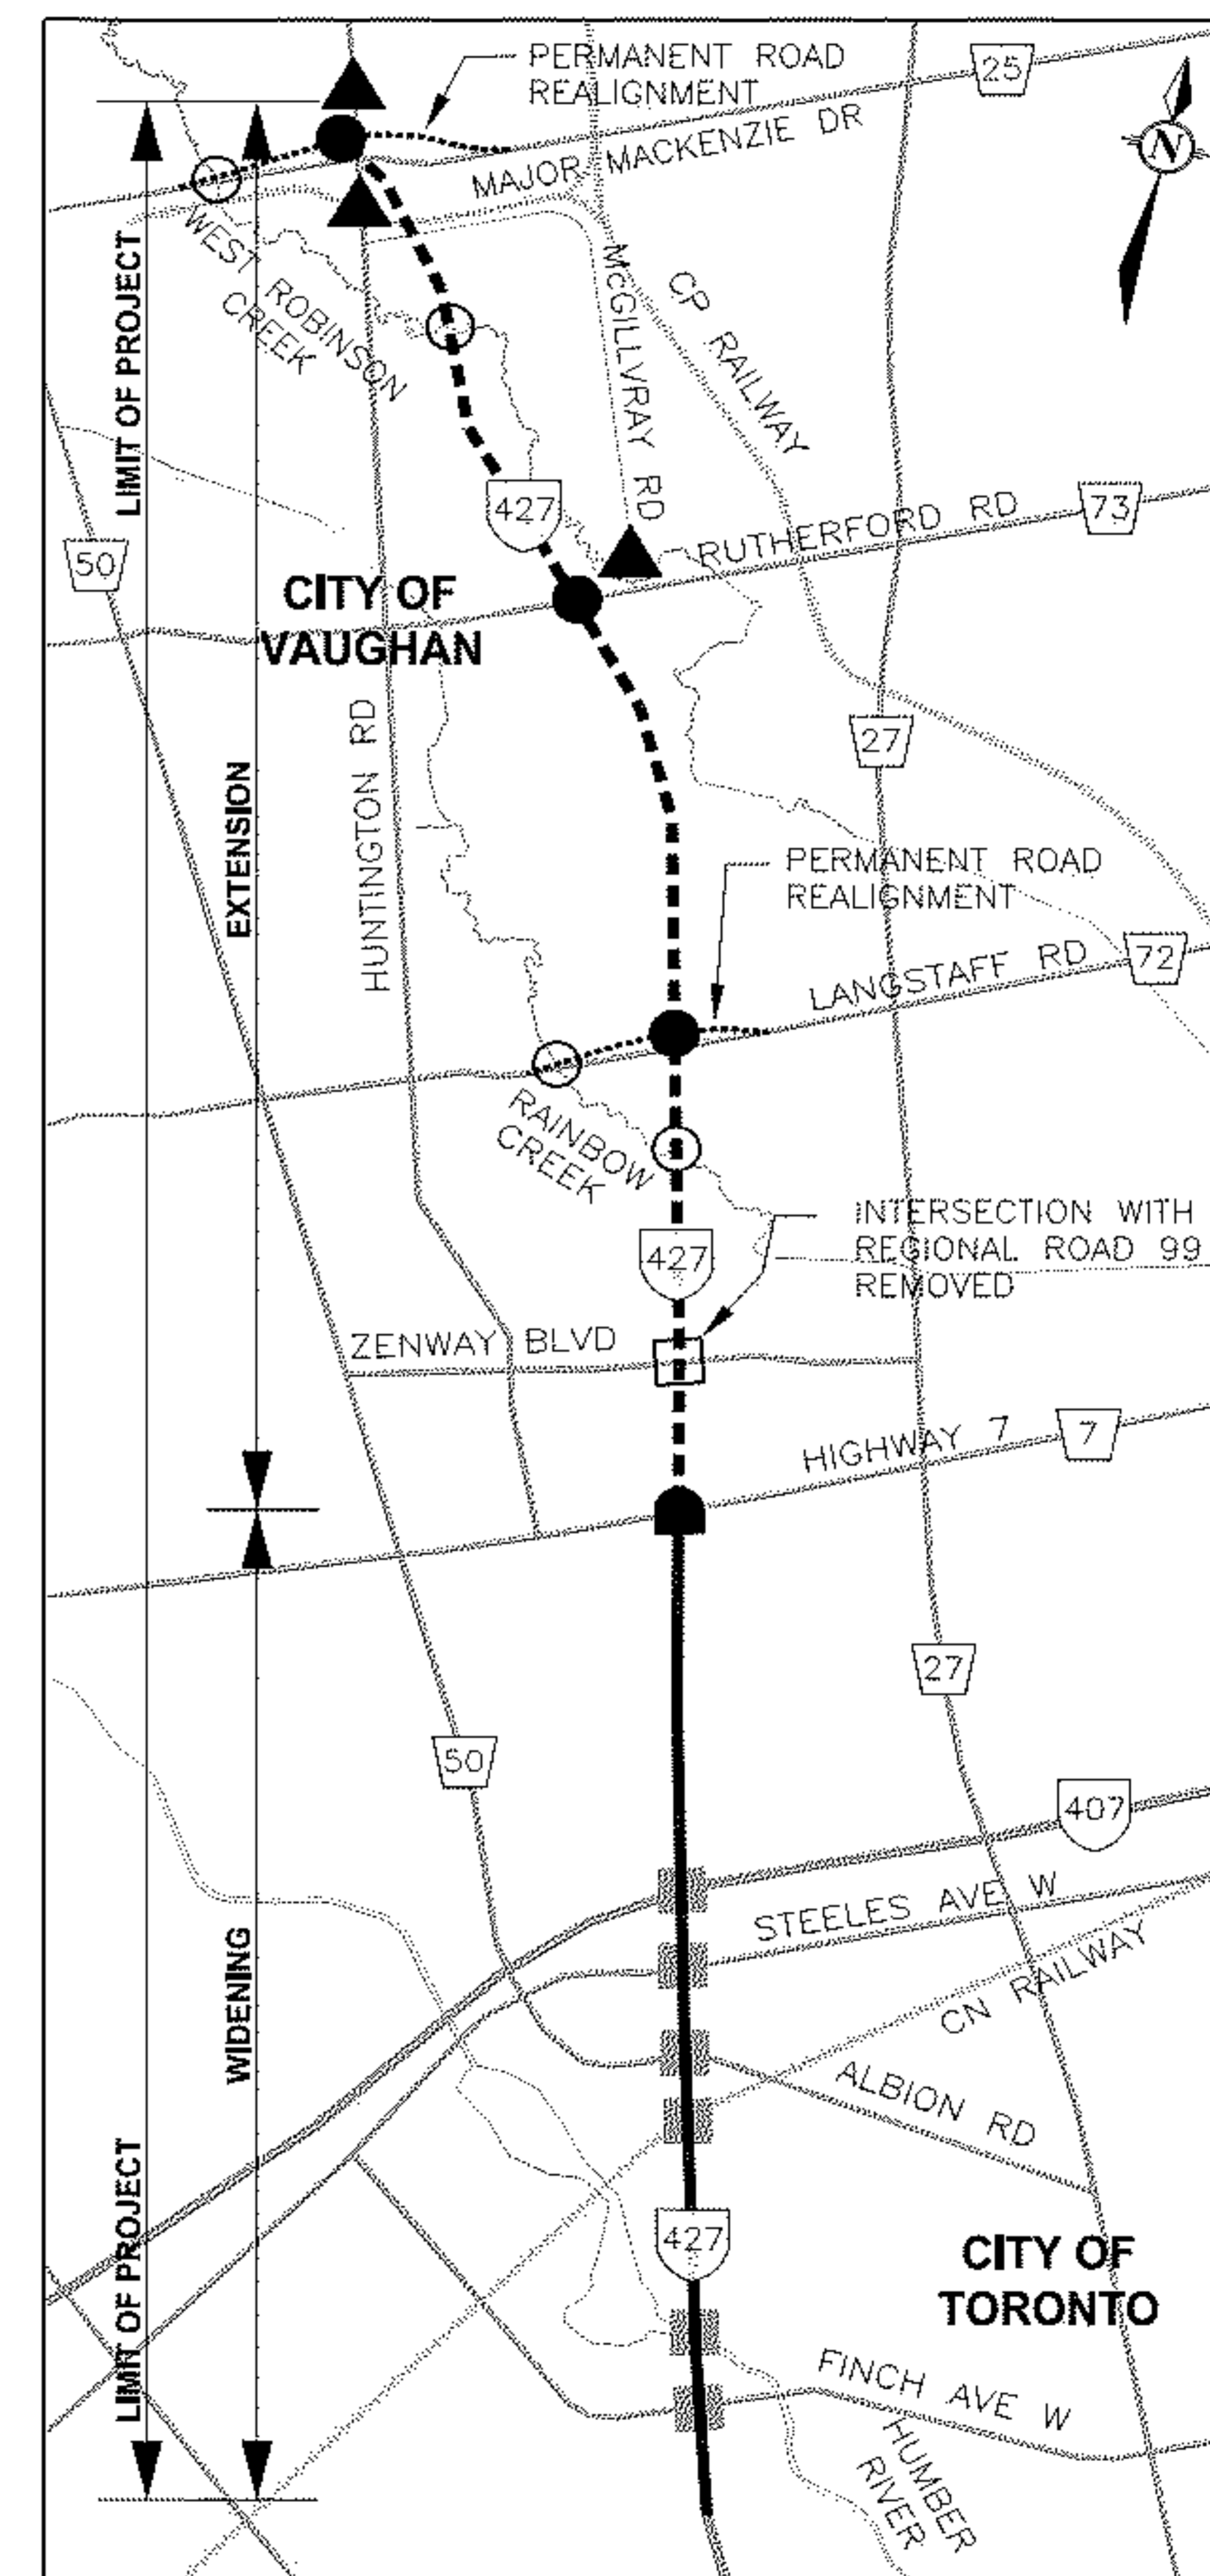 PERMANENT ROAD
REALIGNMENT
25
MAJOR MACKENZIE DR
N
WEST ROBINSON
CREEK
McGILLVRAY RD
CP RAILWAY
LIMIT OF PROJECT
427
73
RUTHERFORD RD
50
CITY OF
VAUGHAN
27
HUNTINGTON RD
EXTENSION
PERMANENT ROAD
REALIGNMENT
72
LANGSTAFF RD
RAINBOW
CREEK
INTERSECTION WITH
REGIONAL ROAD 99
REMOVED
427
ZENWAY BLVD
HIGHWAY 7
7
27
50
407
STEELES AVE W
CN RAILWAY
WIDENING
ALBION RD
LIMIT OF PROJECT
427
CITY OF
TORONTO
FINCH AVE W
HUMBER
RIVER